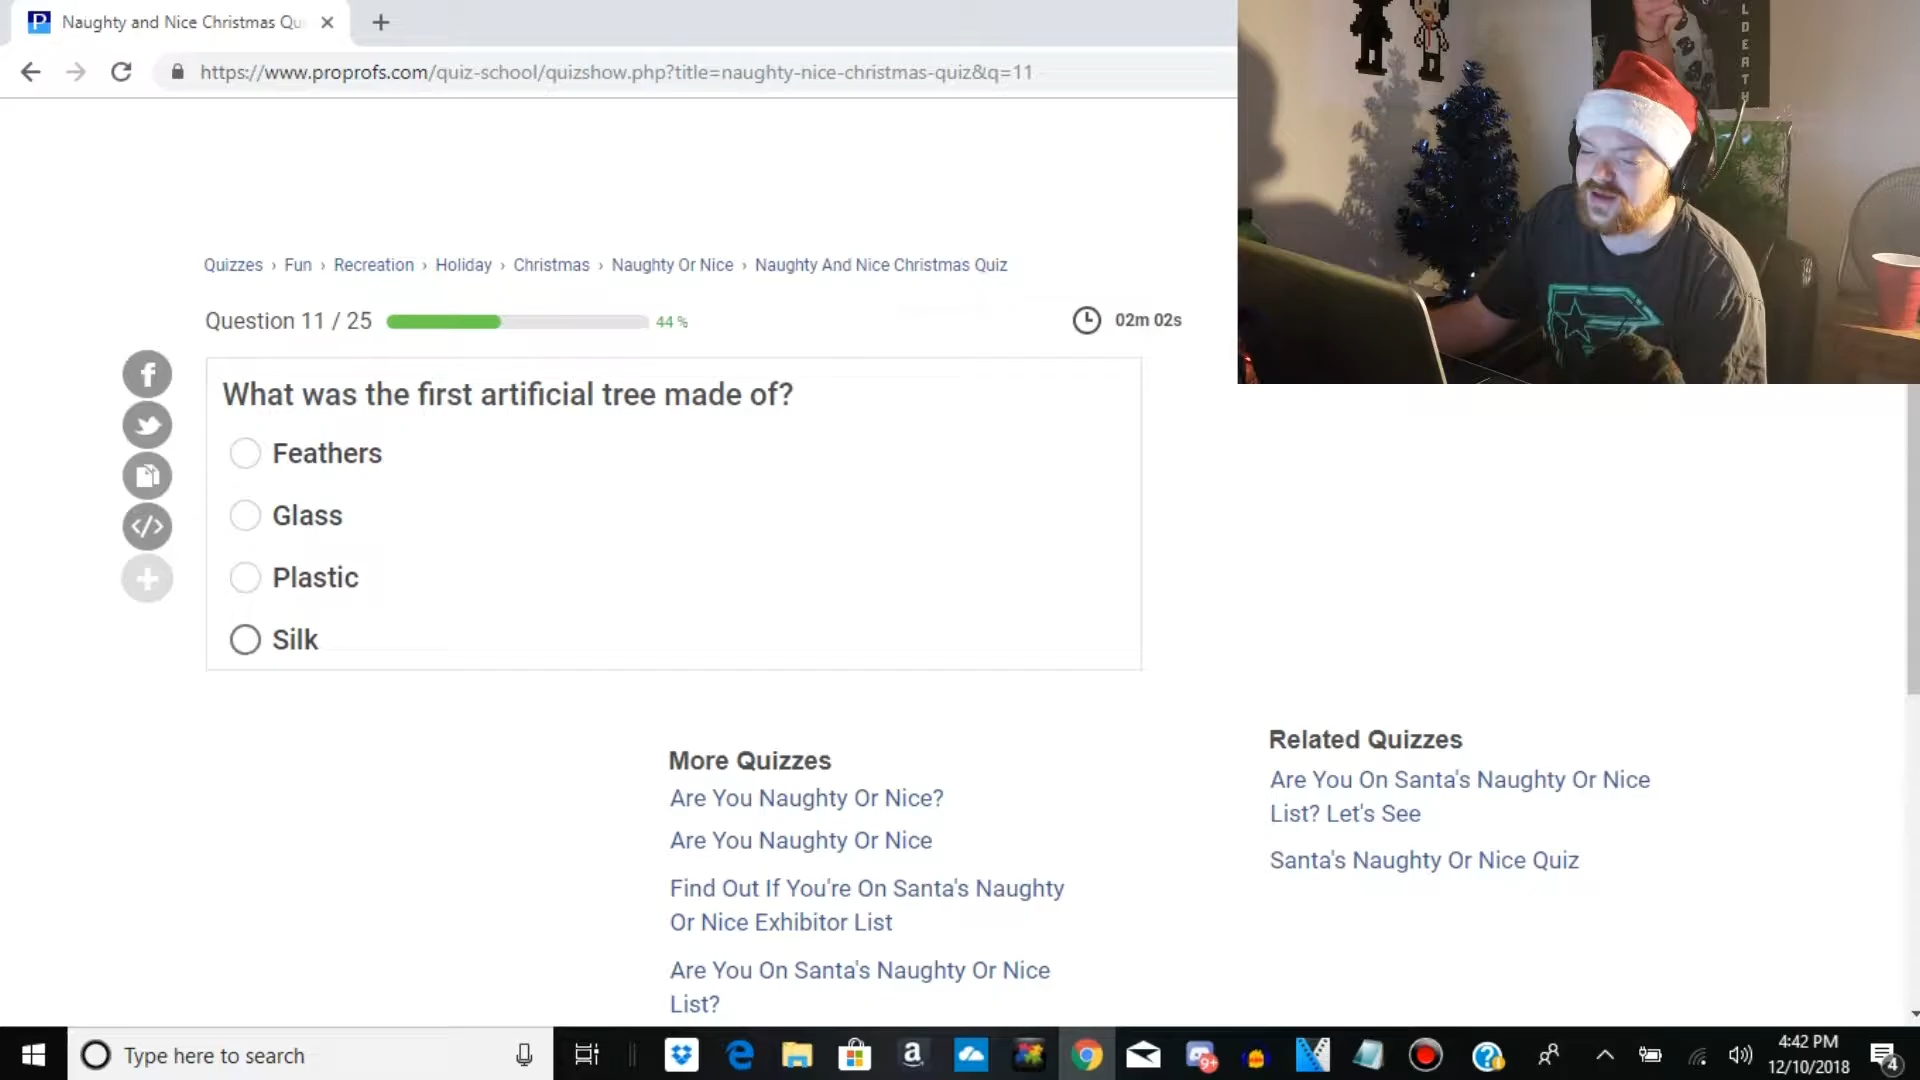 Naughty and Nice Christmas Qu
https://www.proprofs.com/quiz-school/quizshow.php?title=naughty-nice-christmas-quiz&q=11
LDEATH
Quizzes › Fun › Recreation › Holiday › Christmas › Naughty Or Nice › Naughty And Nice Christmas Quiz
Question 11 / 25 44 % 02m 02s
What was the first artificial tree made of?
Feathers
Glass
Plastic
Silk
More Quizzes
Are You Naughty Or Nice?
Are You Naughty Or Nice
Find Out If You're On Santa's Naughty
Or Nice Exhibitor List
Are You On Santa's Naughty Or Nice
List?
Related Quizzes
Are You On Santa's Naughty Or Nice
List? Let's See
Santa's Naughty Or Nice Quiz
Type here to search
9+
4:42 PM
12/10/2018
4